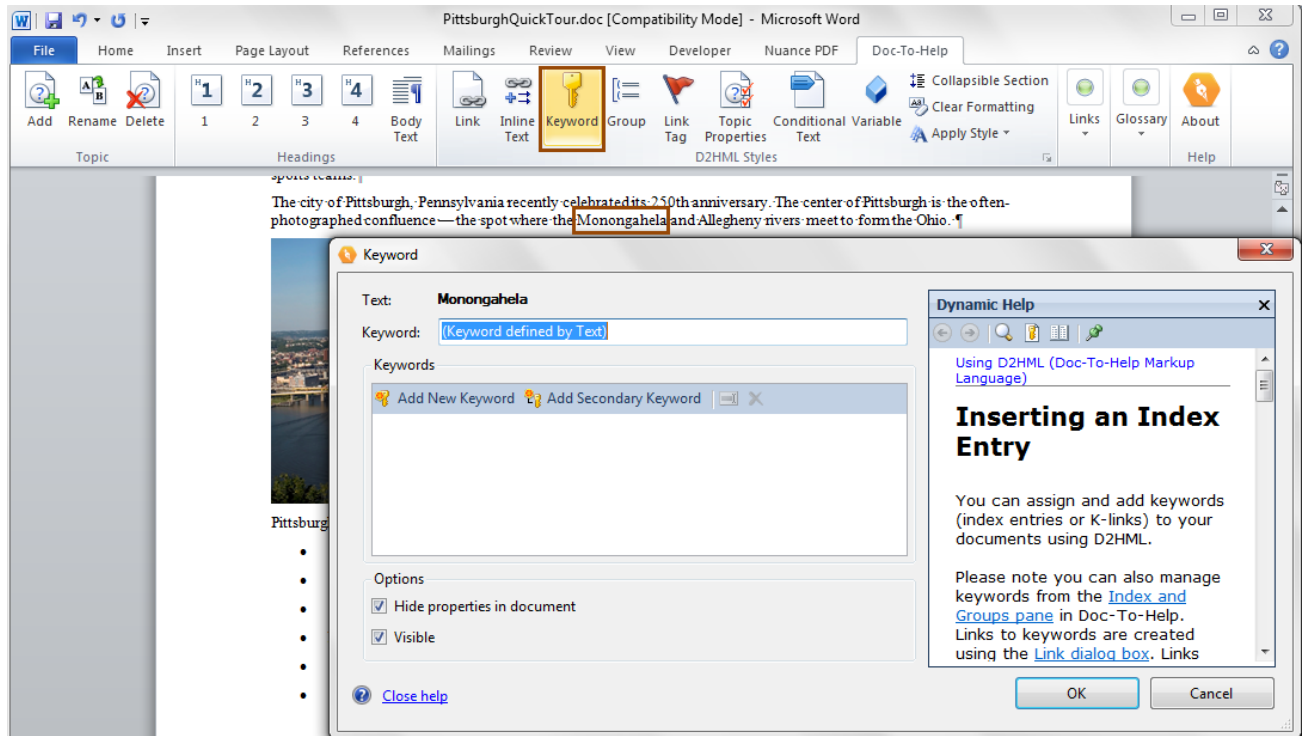 PittsburghQuickTour.doc [Compatibility Mode] - Microsoft Word
File Home Insert Page Layout References Mailings Review View Developer Nuance PDF Doc-To-Help
Add Rename Delete
Topic
H1 H2 H3 H4
1 2 3 4 Body Text
Headings
Link Inline Text Keyword Group Link Tag Topic Properties Conditional Text Variable
Collapsible Section
Clear Formatting
Apply Style
D2HML Styles
Links Glossary About
Help
sports teams.
The city of Pittsburgh, Pennsylvania recently celebrated its 250th anniversary. The center of Pittsburgh is the often-
photographed confluence — the spot where the Monongahela and Allegheny rivers meet to form the Ohio. ¶
Keyword
Text: Monongahela
Keyword: (Keyword defined by Text)
Keywords
Add New Keyword Add Secondary Keyword
Options
Hide properties in document
Visible
Close help
Dynamic Help
Using D2HML (Doc-To-Help Markup
Language)
Inserting an Index
Entry
You can assign and add keywords
(index entries or K-links) to your
documents using D2HML.
Please note you can also manage
keywords from the Index and
Groups pane in Doc-To-Help.
Links to keywords are created
using the Link dialog box. Links
OK Cancel
Pittsburg